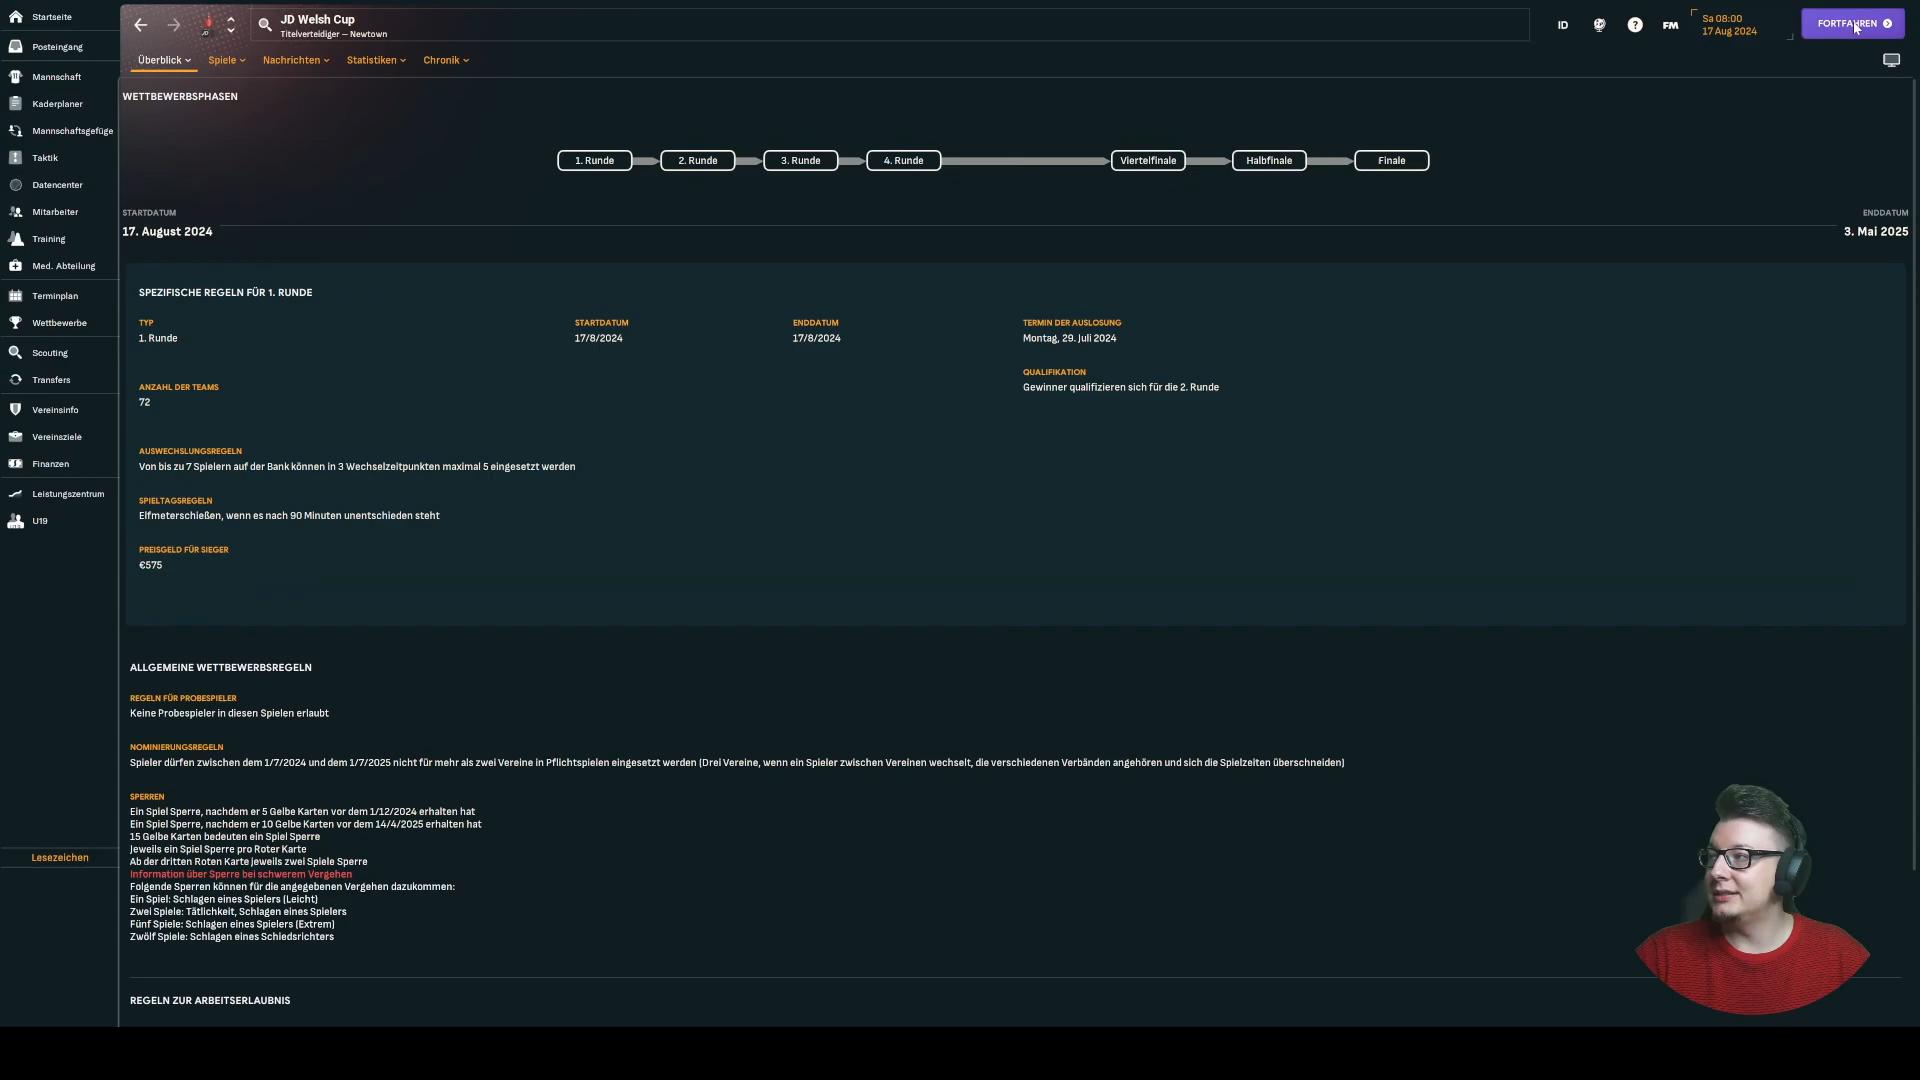 Startseite
Posteingang
Mannschaft
Kaderplaner
Mannschaftsgefüge
Taktik
Datencenter
Mitarbeiter
Training
Med. Abteilung
Terminplan
Wettbewerbe
Scouting
Transfers
Vereinsinfo
Vereinsziele
Finanzen
Leistungszentrum
U19
Lesezeichen
JD Welsh Cup
Titelverteidiger – Newtown
ID
?
FM
Sa 08:00
17 Aug 2024
FORTFAHREN
Überblick Spiele Nachrichten Statistiken Chronik
WETTBEWERBSPHASEN
1. Runde 2. Runde 3. Runde 4. Runde Viertelfinale Halbfinale Finale
STARTDATUM ENDDATUM
17. August 2024 3. Mai 2025
SPEZIFISCHE REGELN FÜR 1. RUNDE
TYP STARTDATUM ENDDATUM TERMIN DER AUSLOSUNG
1. Runde 17/8/2024 17/8/2024 Montag, 29. Juli 2024
QUALIFIKATION
Gewinner qualifizieren sich für die 2. Runde
ANZAHL DER TEAMS
72
AUSWECHSLUNGSREGELN
Von bis zu 7 Spielern auf der Bank können in 3 Wechselzeitpunkten maximal 5 eingesetzt werden
SPIELTAGSREGELN
Elfmeterschießen, wenn es nach 90 Minuten unentschieden steht
PREISGELD FÜR SIEGER
€575
ALLGEMEINE WETTBEWERBSREGELN
REGELN FÜR PROBESPIELER
Keine Probespieler in diesen Spielen erlaubt
NOMINIERUNGSREGELN
Spieler dürfen zwischen dem 1/7/2024 und dem 1/7/2025 nicht für mehr als zwei Vereine in Pflichtspielen eingesetzt werden (Drei Vereine, wenn ein Spieler zwischen Vereinen wechselt, die verschiedenen Verbänden angehören und sich die Spielzeiten überschneiden)
SPERREN
Ein Spiel Sperre, nachdem er 5 Gelbe Karten vor dem 1/12/2024 erhalten hat
Ein Spiel Sperre, nachdem er 10 Gelbe Karten vor dem 14/4/2025 erhalten hat
15 Gelbe Karten bedeuten ein Spiel Sperre
Jeweils ein Spiel Sperre pro Roter Karte
Ab der dritten Roten Karte jeweils zwei Spiele Sperre
Information über Sperre bei schwerem Vergehen
Folgende Sperren können für die angegebenen Vergehen dazukommen:
Ein Spiel: Schlagen eines Spielers (Leicht)
Zwei Spiele: Tätlichkeit, Schlagen eines Spielers
Fünf Spiele: Schlagen eines Spielers (Extrem)
Zwölf Spiele: Schlagen eines Schiedsrichters
REGELN ZUR ARBEITSERLAUBNIS